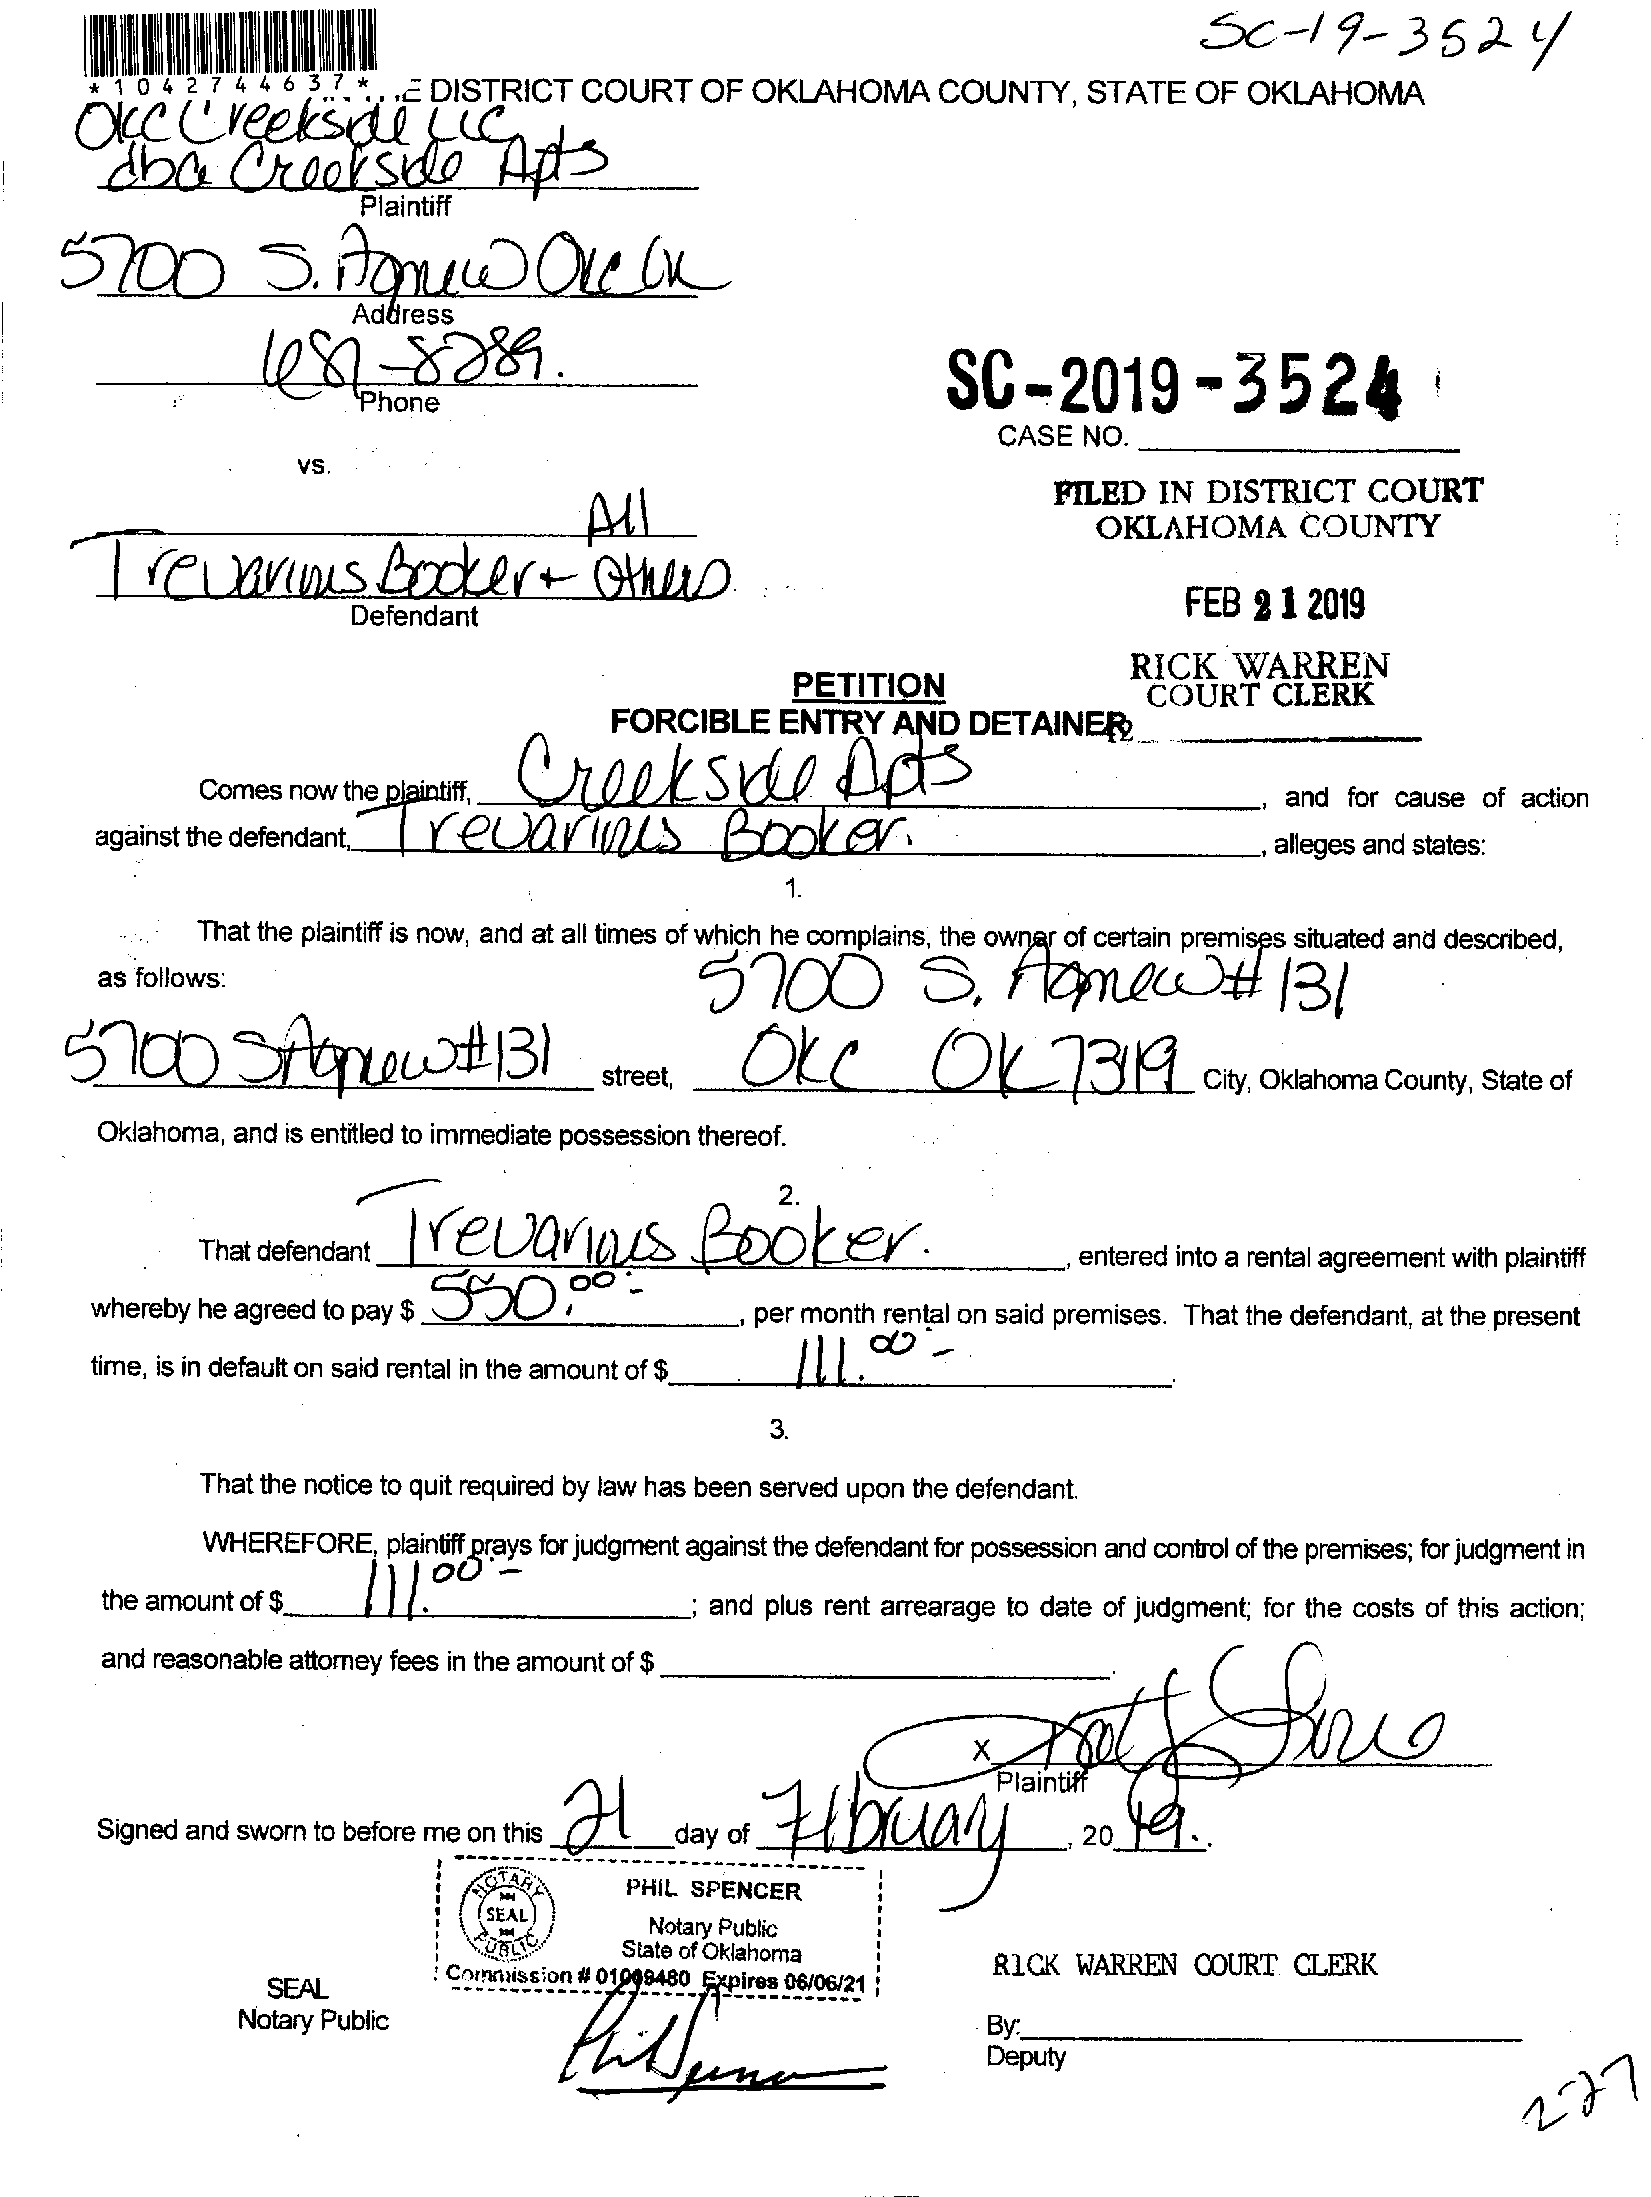 SC-19-3524
*1042744637*
E DISTRICT COURT OF OKLAHOMA COUNTY, STATE OF OKLAHOMA
OKC Creekside LLC
dba Creekside Apts
Plaintiff
5700 S. Agnew OKC OK
Address
681-8289.
Phone
SC-2019-3524
CASE NO.
vs.
FILED IN DISTRICT COURT
OKLAHOMA COUNTY
All
Trevarious Booker + Others
Defendant
FEB 21 2019
RICK WARREN
COURT CLERK
PETITION
FORCIBLE ENTRY AND DETAINER
Comes now the plaintiff, Creekside Apts, and for cause of action
against the defendant, Trevarious Booker., alleges and states:
1.
That the plaintiff is now, and at all times of which he complains, the owner of certain premises situated and described,
as follows: 5700 S. Agnew #131
5700 S Agnew #131 street, OKC OK 73119 City, Oklahoma County, State of
Oklahoma, and is entitled to immediate possession thereof.
2.
That defendant Trevarious Booker., entered into a rental agreement with plaintiff
whereby he agreed to pay $ 550.00-, per month rental on said premises. That the defendant, at the present
time, is in default on said rental in the amount of $ 111.00-.
3.
That the notice to quit required by law has been served upon the defendant.
WHEREFORE, plaintiff prays for judgment against the defendant for possession and control of the premises; for judgment in
the amount of $ 111.00-; and plus rent arrearage to date of judgment; for the costs of this action;
and reasonable attorney fees in the amount of $
X
Plaintiff
Signed and sworn to before me on this 21 day of February, 2019.
NOTARY PUBLIC
SEAL
PHIL SPENCER
Notary Public
State of Oklahoma
Commission # 01009480 Expires 06/06/21
SEAL
Notary Public
Phil Spencer
RICK WARREN COURT CLERK
By:
Deputy
2-27